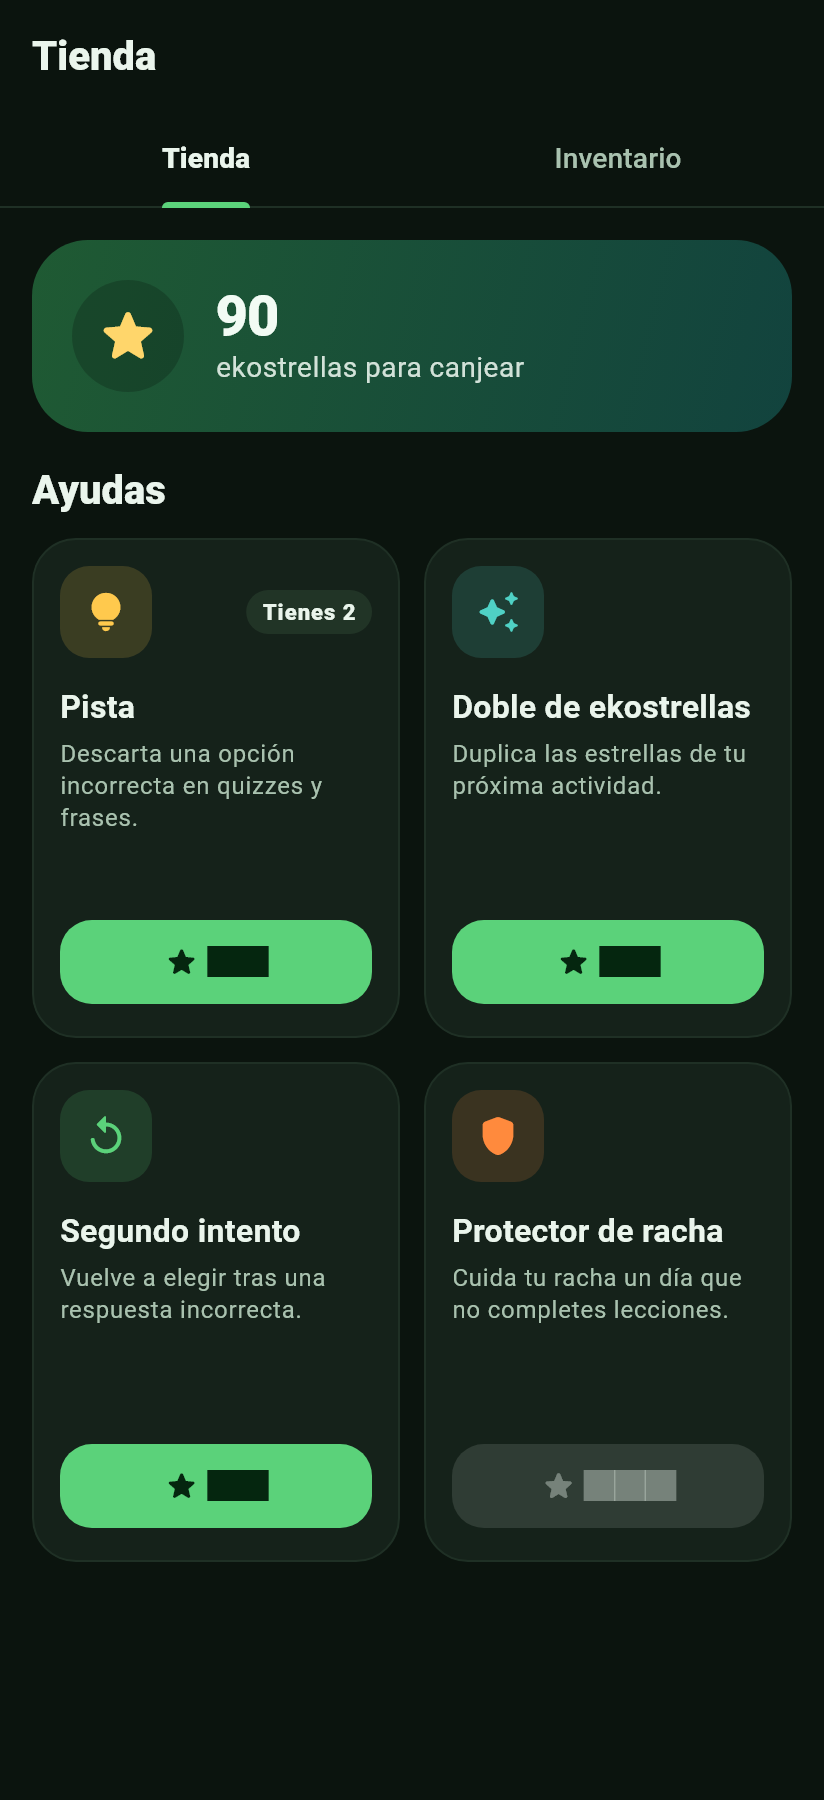 Tienda
Tienda
Inventario
90
ekostrellas para canjear
Ayudas
Tienes 2
Pista
Descarta una opción
incorrecta en quizzes y
frases.
Doble de ekostrellas
Duplica las estrellas de tu
próxima actividad.
Segundo intento
Vuelve a elegir tras una
respuesta incorrecta.
Protector de racha
Cuida tu racha un día que
no completes lecciones.